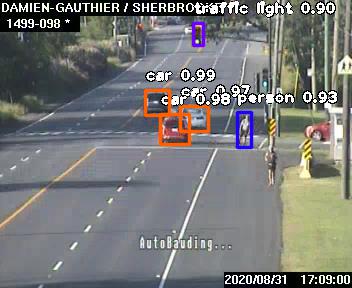 DAMIEN-GAUTHIER / SHERBRO
traffic light 0.90
1499-098 *
car 0.99
car 0.97
car 0.98
person 0.93
AutoBauding...
2020/08/31 17:09:00